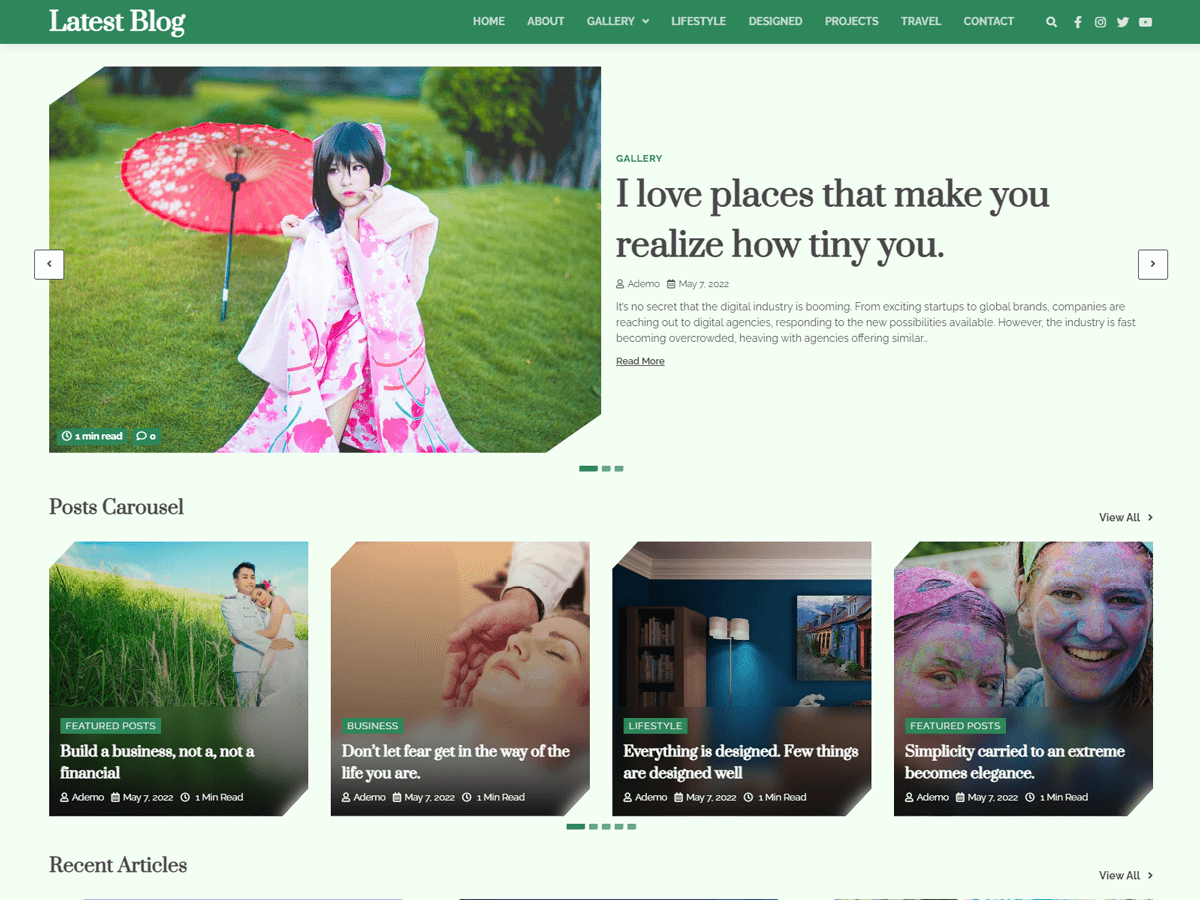 Latest Blog
HOME ABOUT GALLERY LIFESTYLE DESIGNED PROJECTS TRAVEL CONTACT
GALLERY
I love places that make you
realize how tiny you.
Ademo May 7, 2022
It's no secret that the digital industry is booming. From exciting startups to global brands, companies are
reaching out to digital agencies, responding to the new possibilities available. However, the industry is fast
becoming overcrowded, heaving with agencies offering similar…
Read More
1 min read 0
Posts Carousel
View All
FEATURED POSTS
Build a business, not a, not a
financial
Ademo May 7, 2022 1 Min Read
BUSINESS
Don't let fear get in the way of the
life you are.
Ademo May 7, 2022 1 Min Read
LIFESTYLE
Everything is designed. Few things
are designed well
Ademo May 7, 2022 1 Min Read
FEATURED POSTS
Simplicity carried to an extreme
becomes elegance.
Ademo May 7, 2022 1 Min Read
Recent Articles
View All